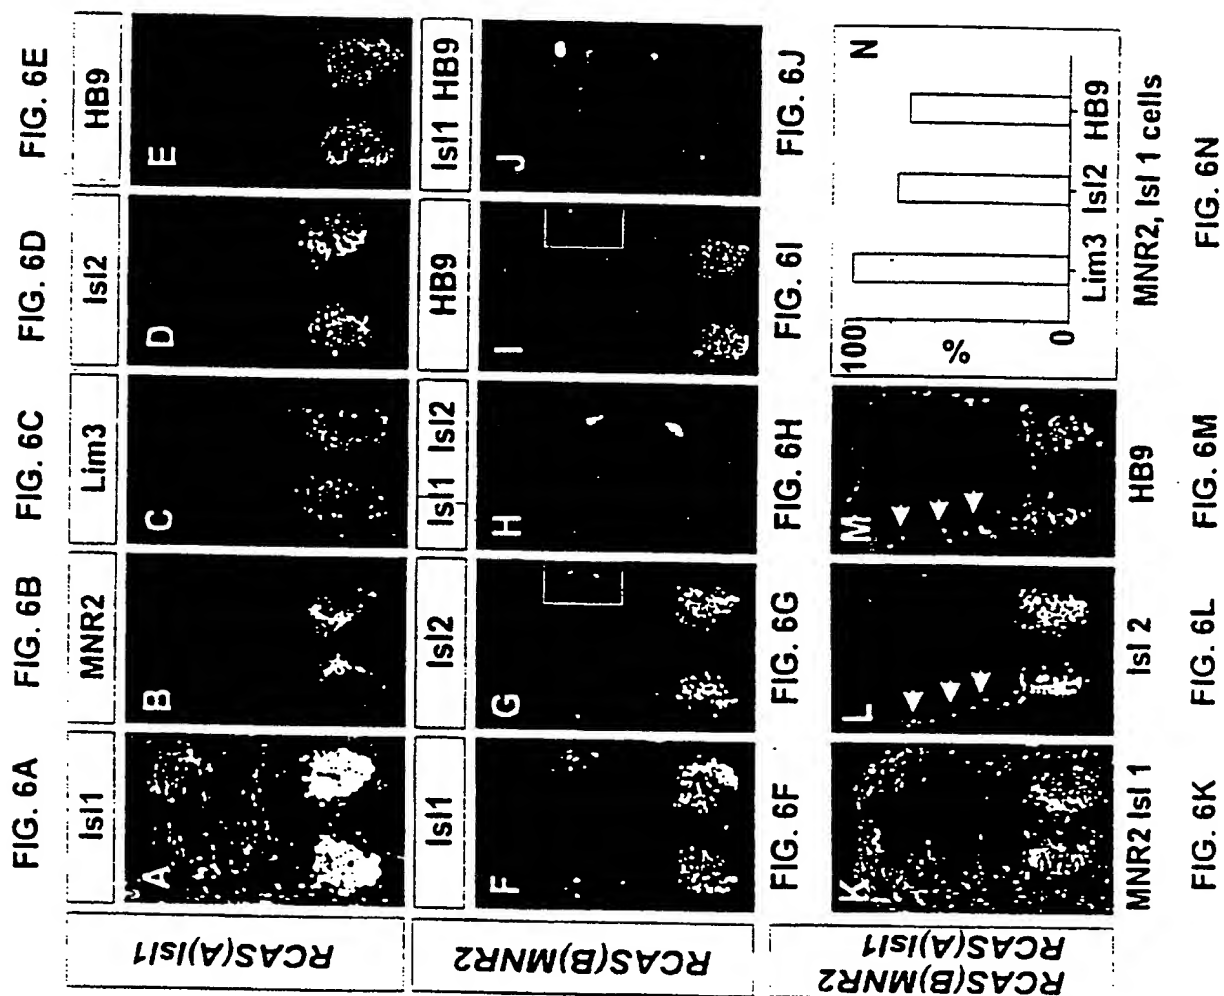 FIG. 6A
FIG. 6B
FIG. 6C
FIG. 6D
FIG. 6E
Isl1
MNR2
Lim3
Isl2
HB9
RCAS(A)Isl1
A
B
C
D
E
Isl1
Isl2
Isl1 Isl2
HB9
Isl1 HB9
RCAS(B)MNR2
F
G
H
I
J
FIG. 6F
FIG. 6G
FIG. 6H
FIG. 6I
FIG. 6J
RCAS(B)MNR2
RCAS(A)Isl1
K
L
M
N
100
%
0
Lim3
Isl2
HB9
MNR2 Isl 1
Isl 2
HB9
MNR2, Isl 1 cells
FIG. 6K
FIG. 6L
FIG. 6M
FIG. 6N